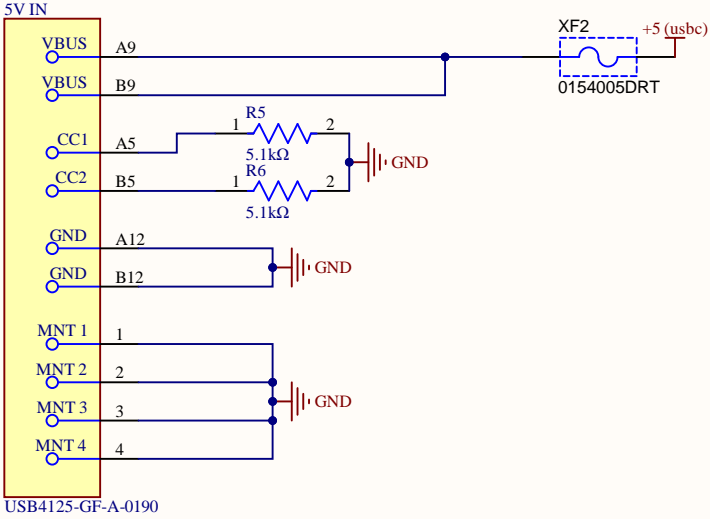 5V IN
VBUS A9
XF2
+5 (usbc)
0154005DRT
VBUS B9
CC1 A5
1 R5 2
5.1kΩ
GND
CC2 B5
1 R6 2
5.1kΩ
GND A12
GND
GND B12
MNT 1 1
MNT 2 2
GND
MNT 3 3
MNT 4 4
USB4125-GF-A-0190